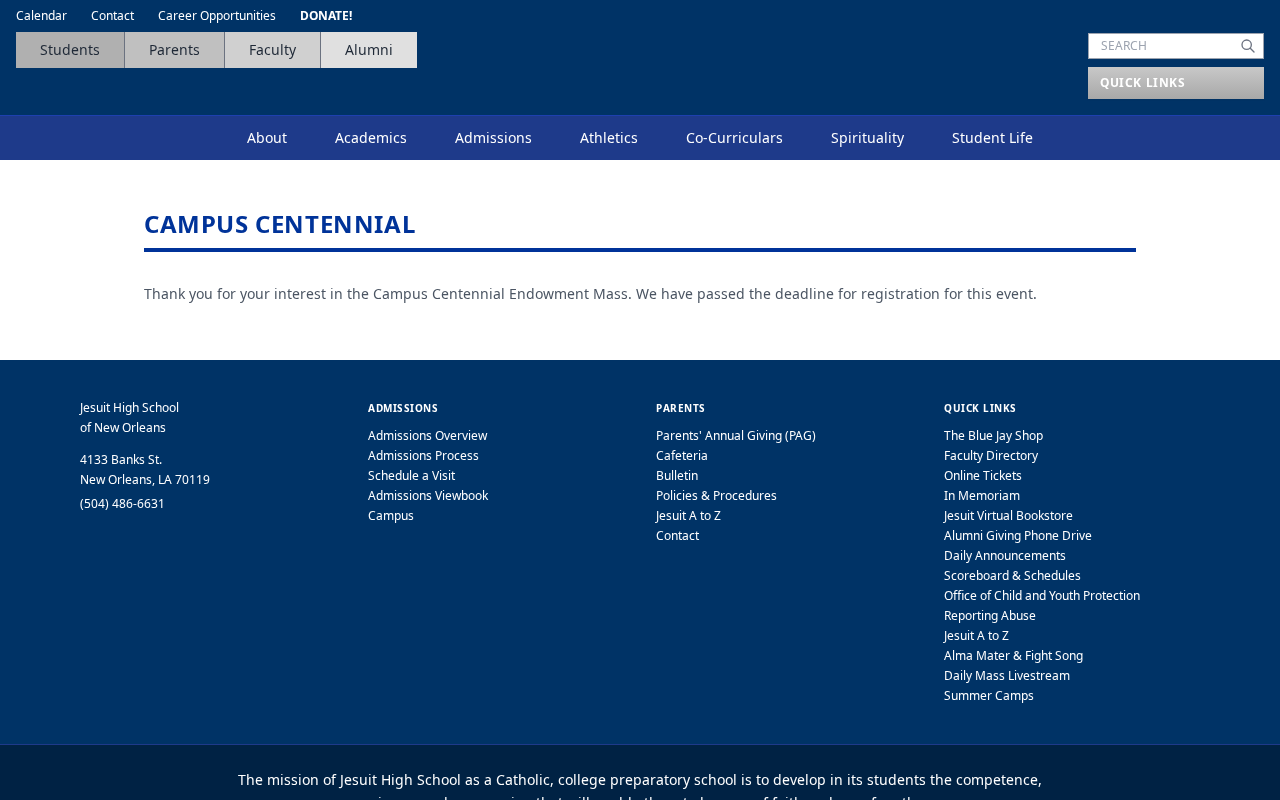 Calendar Contact Career Opportunities DONATE!
Students Parents Faculty Alumni
SEARCH
QUICK LINKS
About Academics Admissions Athletics Co-Curriculars Spirituality Student Life
CAMPUS CENTENNIAL
Thank you for your interest in the Campus Centennial Endowment Mass. We have passed the deadline for registration for this event.
Jesuit High School
of New Orleans
4133 Banks St.
New Orleans, LA 70119
(504) 486-6631
ADMISSIONS
Admissions Overview
Admissions Process
Schedule a Visit
Admissions Viewbook
Campus
PARENTS
Parents' Annual Giving (PAG)
Cafeteria
Bulletin
Policies & Procedures
Jesuit A to Z
Contact
QUICK LINKS
The Blue Jay Shop
Faculty Directory
Online Tickets
In Memoriam
Jesuit Virtual Bookstore
Alumni Giving Phone Drive
Daily Announcements
Scoreboard & Schedules
Office of Child and Youth Protection
Reporting Abuse
Jesuit A to Z
Alma Mater & Fight Song
Daily Mass Livestream
Summer Camps
The mission of Jesuit High School as a Catholic, college preparatory school is to develop in its students the competence,